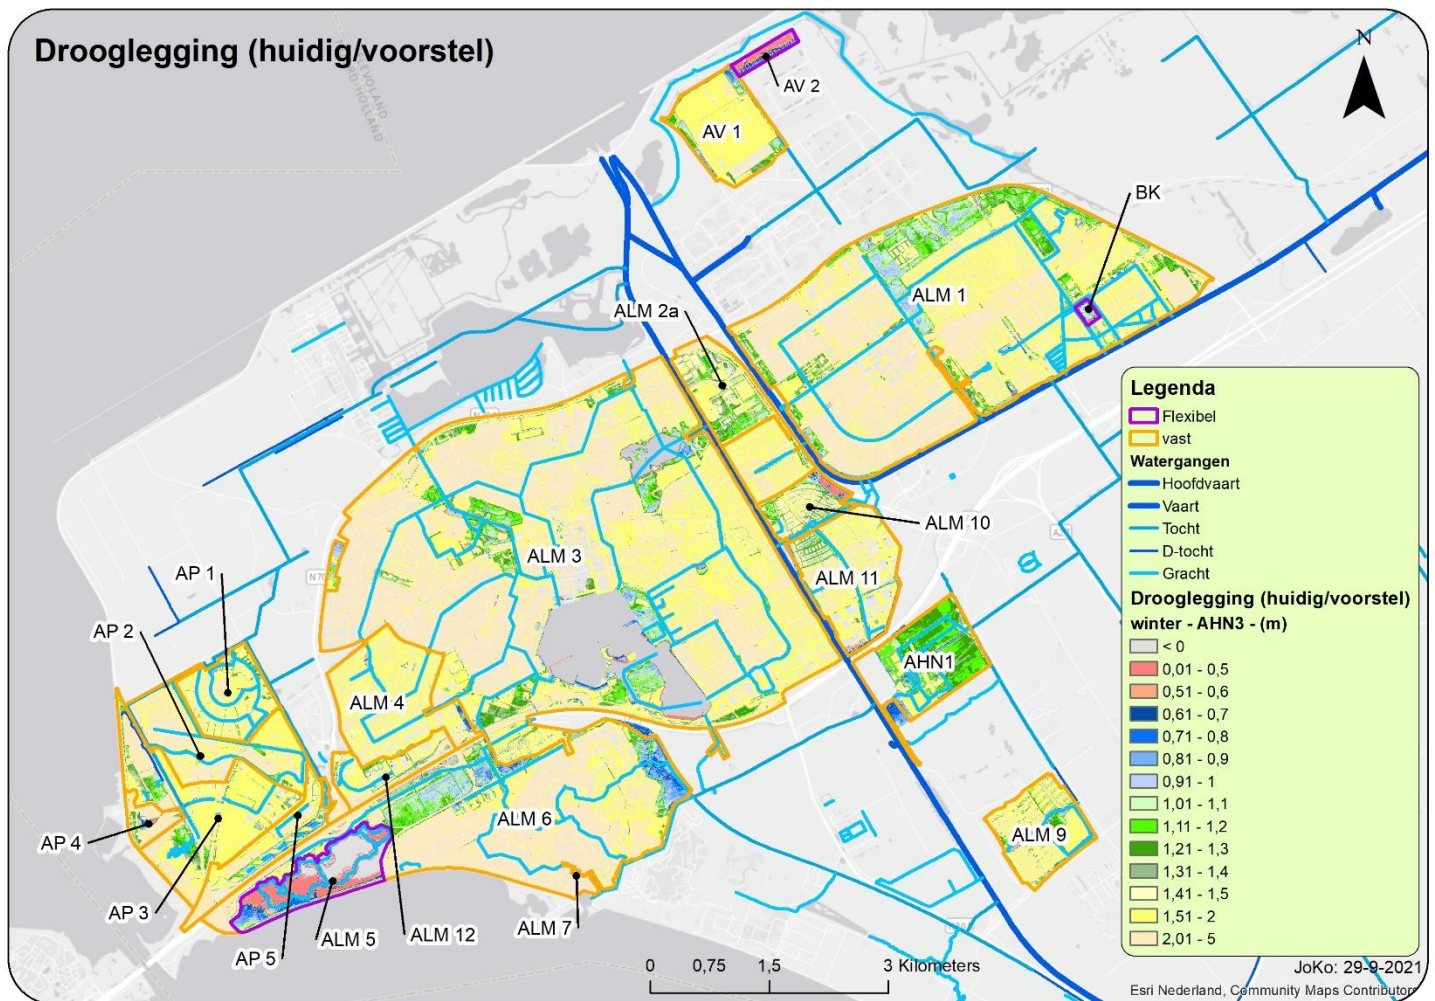 Drooglegging (huidig/voorstel)
FLEVOLAND
NOORD-HOLLAND
N
AV 2
AV 1
BK
ALM 1
ALM 2a
ALM 10
ALM 3
ALM 11
AP 1
AP 2
AHN1
ALM 4
ALM 6
ALM 9
AP 4
AP 3
AP 5
ALM 5
ALM 12
ALM 7
Legenda
Flexibel
vast
Watergangen
Hoofdvaart
Vaart
Tocht
D-tocht
Gracht
Drooglegging (huidig/voorstel)
winter - AHN3 - (m)
< 0
0,01 - 0,5
0,51 - 0,6
0,61 - 0,7
0,71 - 0,8
0,81 - 0,9
0,91 - 1
1,01 - 1,1
1,11 - 1,2
1,21 - 1,3
1,31 - 1,4
1,41 - 1,5
1,51 - 2
2,01 - 5
0 0,75 1,5 3 Kilometers
JoKo: 29-9-2021
Esri Nederland, Community Maps Contributors